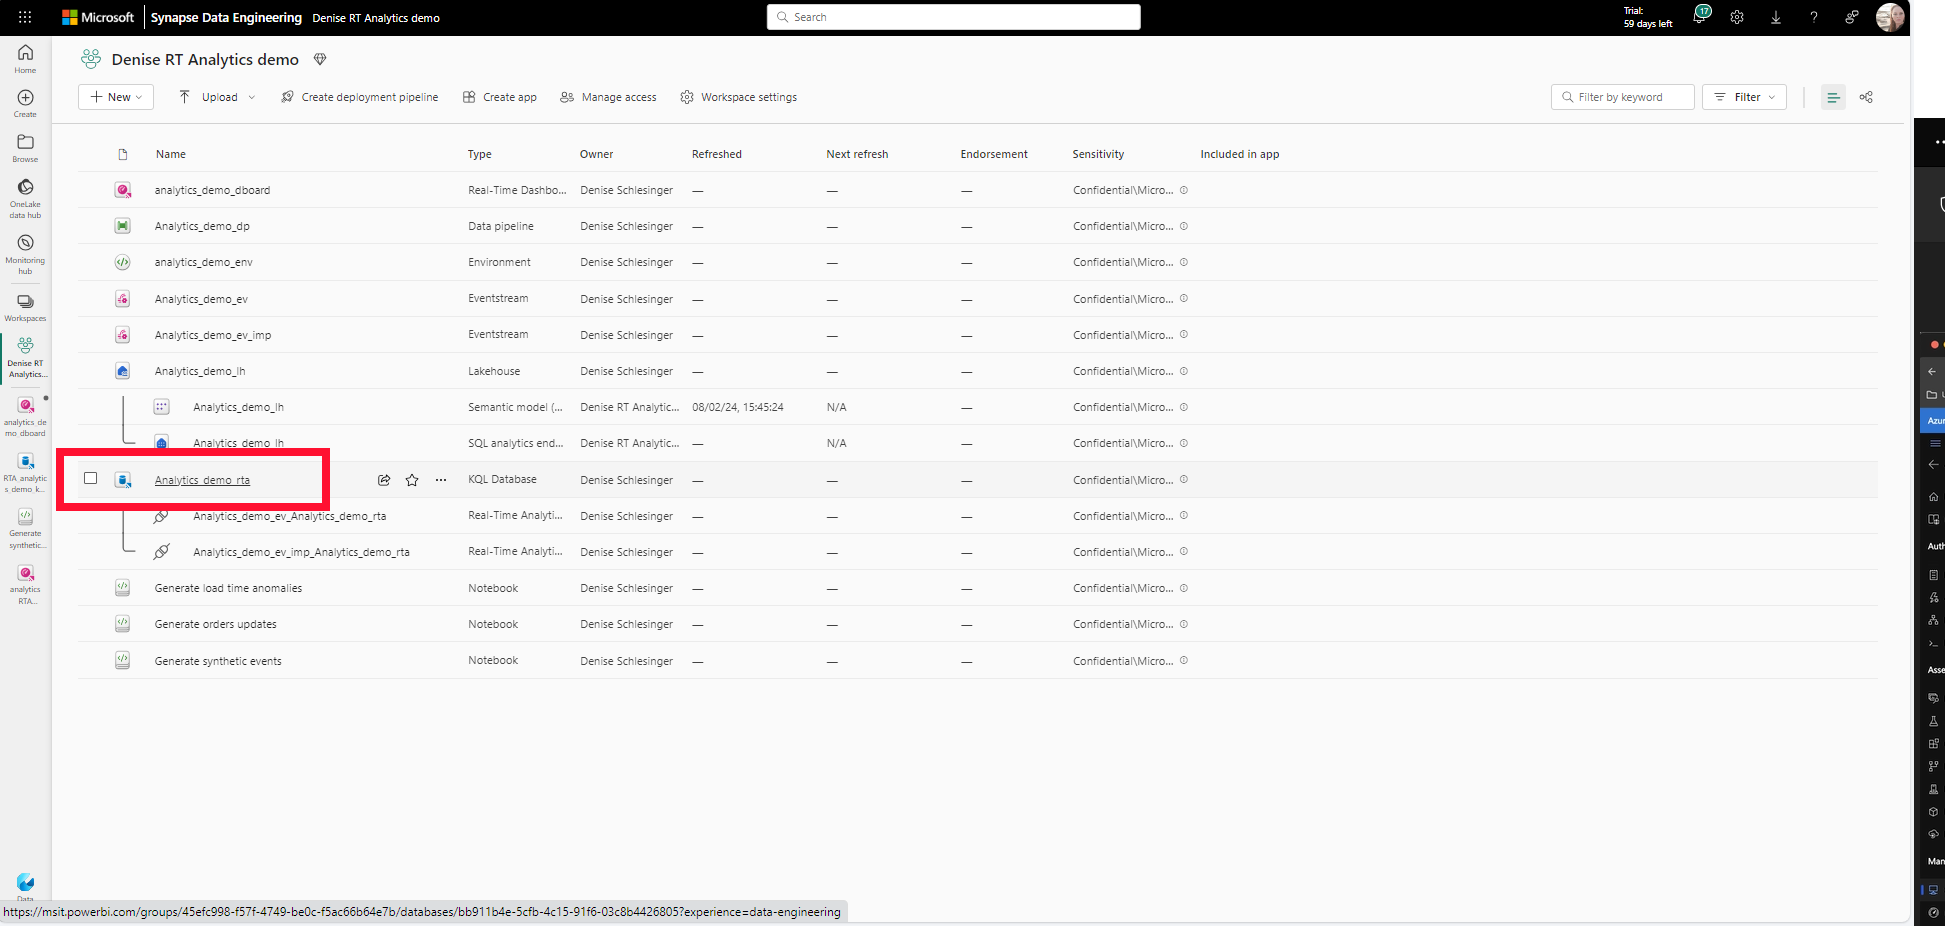 Microsoft Synapse Data Engineering Denise RT Analytics demo
Search
Trial:
59 days left
17
Home
Create
Browse
OneLake
data hub
Monitoring
hub
Workspaces
Denise RT
Analytics...
analytics_de
mo_dboard
RTA_analytic
s_demo_k...
Generate
synthetic...
analytics
RTA...
Data
Denise RT Analytics demo
New Upload Create deployment pipeline Create app Manage access Workspace settings
Filter by keyword Filter
Name Type Owner Refreshed Next refresh Endorsement Sensitivity Included in app
analytics_demo_dboard Real-Time Dashbo... Denise Schlesinger — — — Confidential\Micro...
Analytics_demo_dp Data pipeline Denise Schlesinger — — — Confidential\Micro...
analytics_demo_env Environment Denise Schlesinger — — — Confidential\Micro...
Analytics_demo_ev Eventstream Denise Schlesinger — — — Confidential\Micro...
Analytics_demo_ev_imp Eventstream Denise Schlesinger — — — Confidential\Micro...
Analytics_demo_lh Lakehouse Denise Schlesinger — — — Confidential\Micro...
Analytics_demo_lh Semantic model (... Denise RT Analytic... 08/02/24, 15:45:24 N/A — Confidential\Micro...
Analytics_demo_lh SQL analytics end... Denise RT Analytic... — N/A — Confidential\Micro...
Analytics_demo_rta KQL Database Denise Schlesinger — — — Confidential\Micro...
Analytics_demo_ev_Analytics_demo_rta Real-Time Analyti... Denise Schlesinger — — — Confidential\Micro...
Analytics_demo_ev_imp_Analytics_demo_rta Real-Time Analyti... Denise Schlesinger — — — Confidential\Micro...
Generate load time anomalies Notebook Denise Schlesinger — — — Confidential\Micro...
Generate orders updates Notebook Denise Schlesinger — — — Confidential\Micro...
Generate synthetic events Notebook Denise Schlesinger — — — Confidential\Micro...
https://msit.powerbi.com/groups/45efc998-f57f-4749-be0c-f5ac66b64e7b/databases/bb911b4e-5cfb-4c15-91f6-03c8b4426805?experience=data-engineering
Azur
Auth
Asse
Man